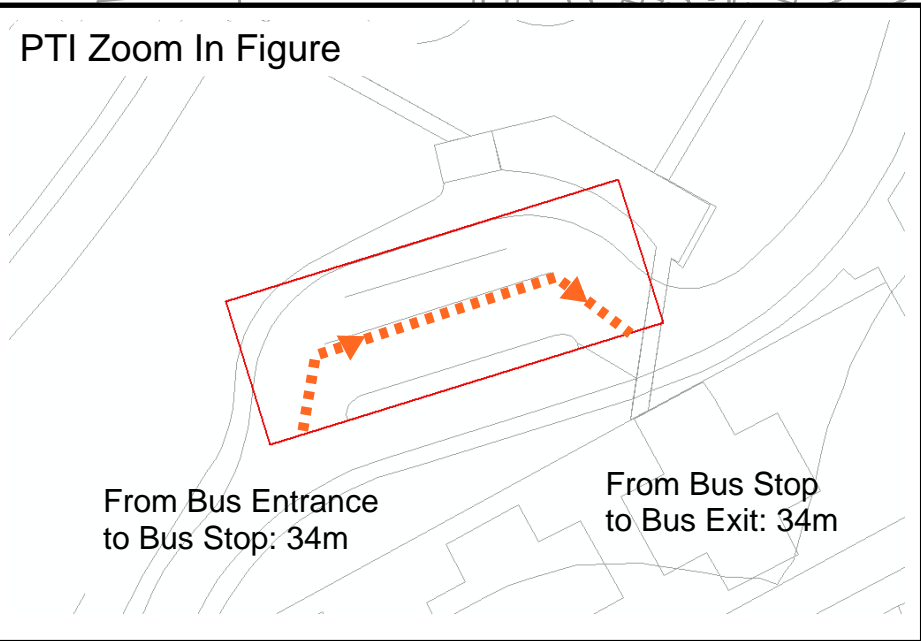 PTI Zoom In Figure
From Bus Entrance
to Bus Stop: 34m
From Bus Stop
to Bus Exit: 34m